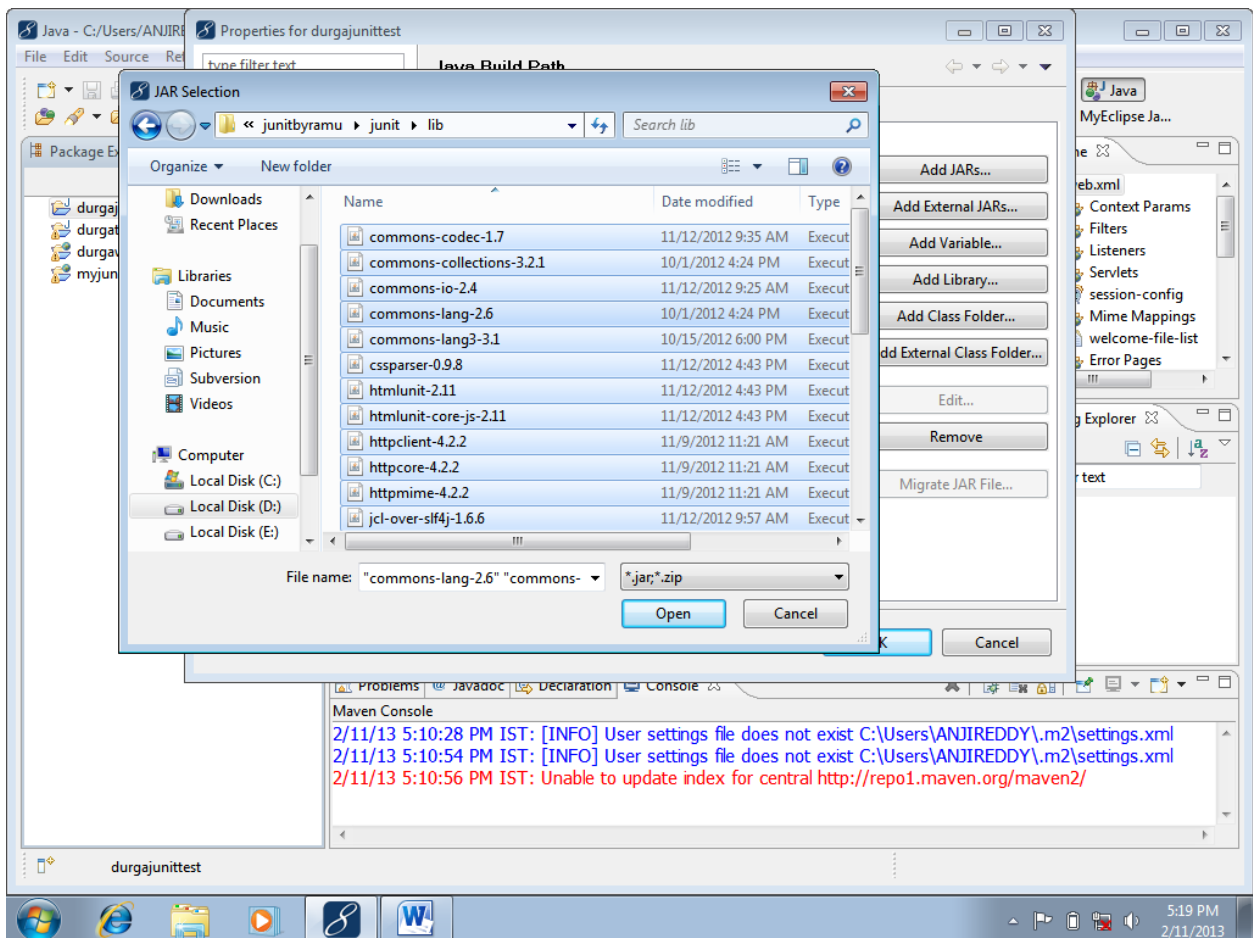 Java - C:/Users/ANJIRE
Properties for durgajunittest
File Edit Source Ref
type filter text
Java Build Path
JAR Selection
« junitbyramu ▸ junit ▸ lib
Search lib
Organize
New folder
Java
MyEclipse Ja...
Package Ex
durgaj
durgat
durgav
myjun
Downloads
Recent Places
Libraries
Documents
Music
Pictures
Subversion
Videos
Computer
Local Disk (C:)
Local Disk (D:)
Local Disk (E:)
Name Date modified Type
commons-codec-1.7 11/12/2012 9:35 AM Execut
commons-collections-3.2.1 10/1/2012 4:24 PM Execut
commons-io-2.4 11/12/2012 9:25 AM Execut
commons-lang-2.6 10/1/2012 4:24 PM Execut
commons-lang3-3.1 10/15/2012 6:00 PM Execut
cssparser-0.9.8 11/12/2012 4:43 PM Execut
htmlunit-2.11 11/12/2012 4:43 PM Execut
htmlunit-core-js-2.11 11/12/2012 4:43 PM Execut
httpclient-4.2.2 11/9/2012 11:21 AM Execut
httpcore-4.2.2 11/9/2012 11:21 AM Execut
httpmime-4.2.2 11/9/2012 11:21 AM Execut
jcl-over-slf4j-1.6.6 11/12/2012 9:57 AM Execut
File name: "commons-lang-2.6" "commons-
*.jar;*.zip
Open
Cancel
Add JARs...
Add External JARs...
Add Variable...
Add Library...
Add Class Folder...
dd External Class Folder...
Edit...
Remove
Migrate JAR File...
K
Cancel
ne
eb.xml
Context Params
Filters
Listeners
Servlets
session-config
Mime Mappings
welcome-file-list
Error Pages
g Explorer
r text
Problems @ Javadoc Declaration Console
Maven Console
2/11/13 5:10:28 PM IST: [INFO] User settings file does not exist C:\Users\ANJIREDDY\.m2\settings.xml
2/11/13 5:10:54 PM IST: [INFO] User settings file does not exist C:\Users\ANJIREDDY\.m2\settings.xml
2/11/13 5:10:56 PM IST: Unable to update index for central http://repo1.maven.org/maven2/
durgajunittest
5:19 PM
2/11/2013